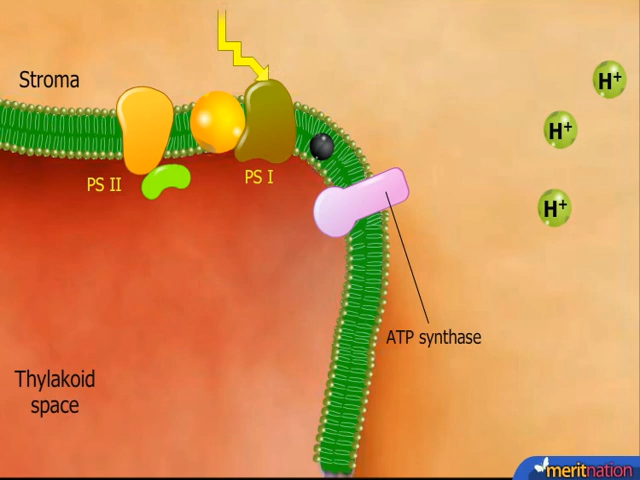 Stroma
H⁺
H⁺
PS II
PS I
H⁺
ATP synthase
Thylakoid
space
meritnation